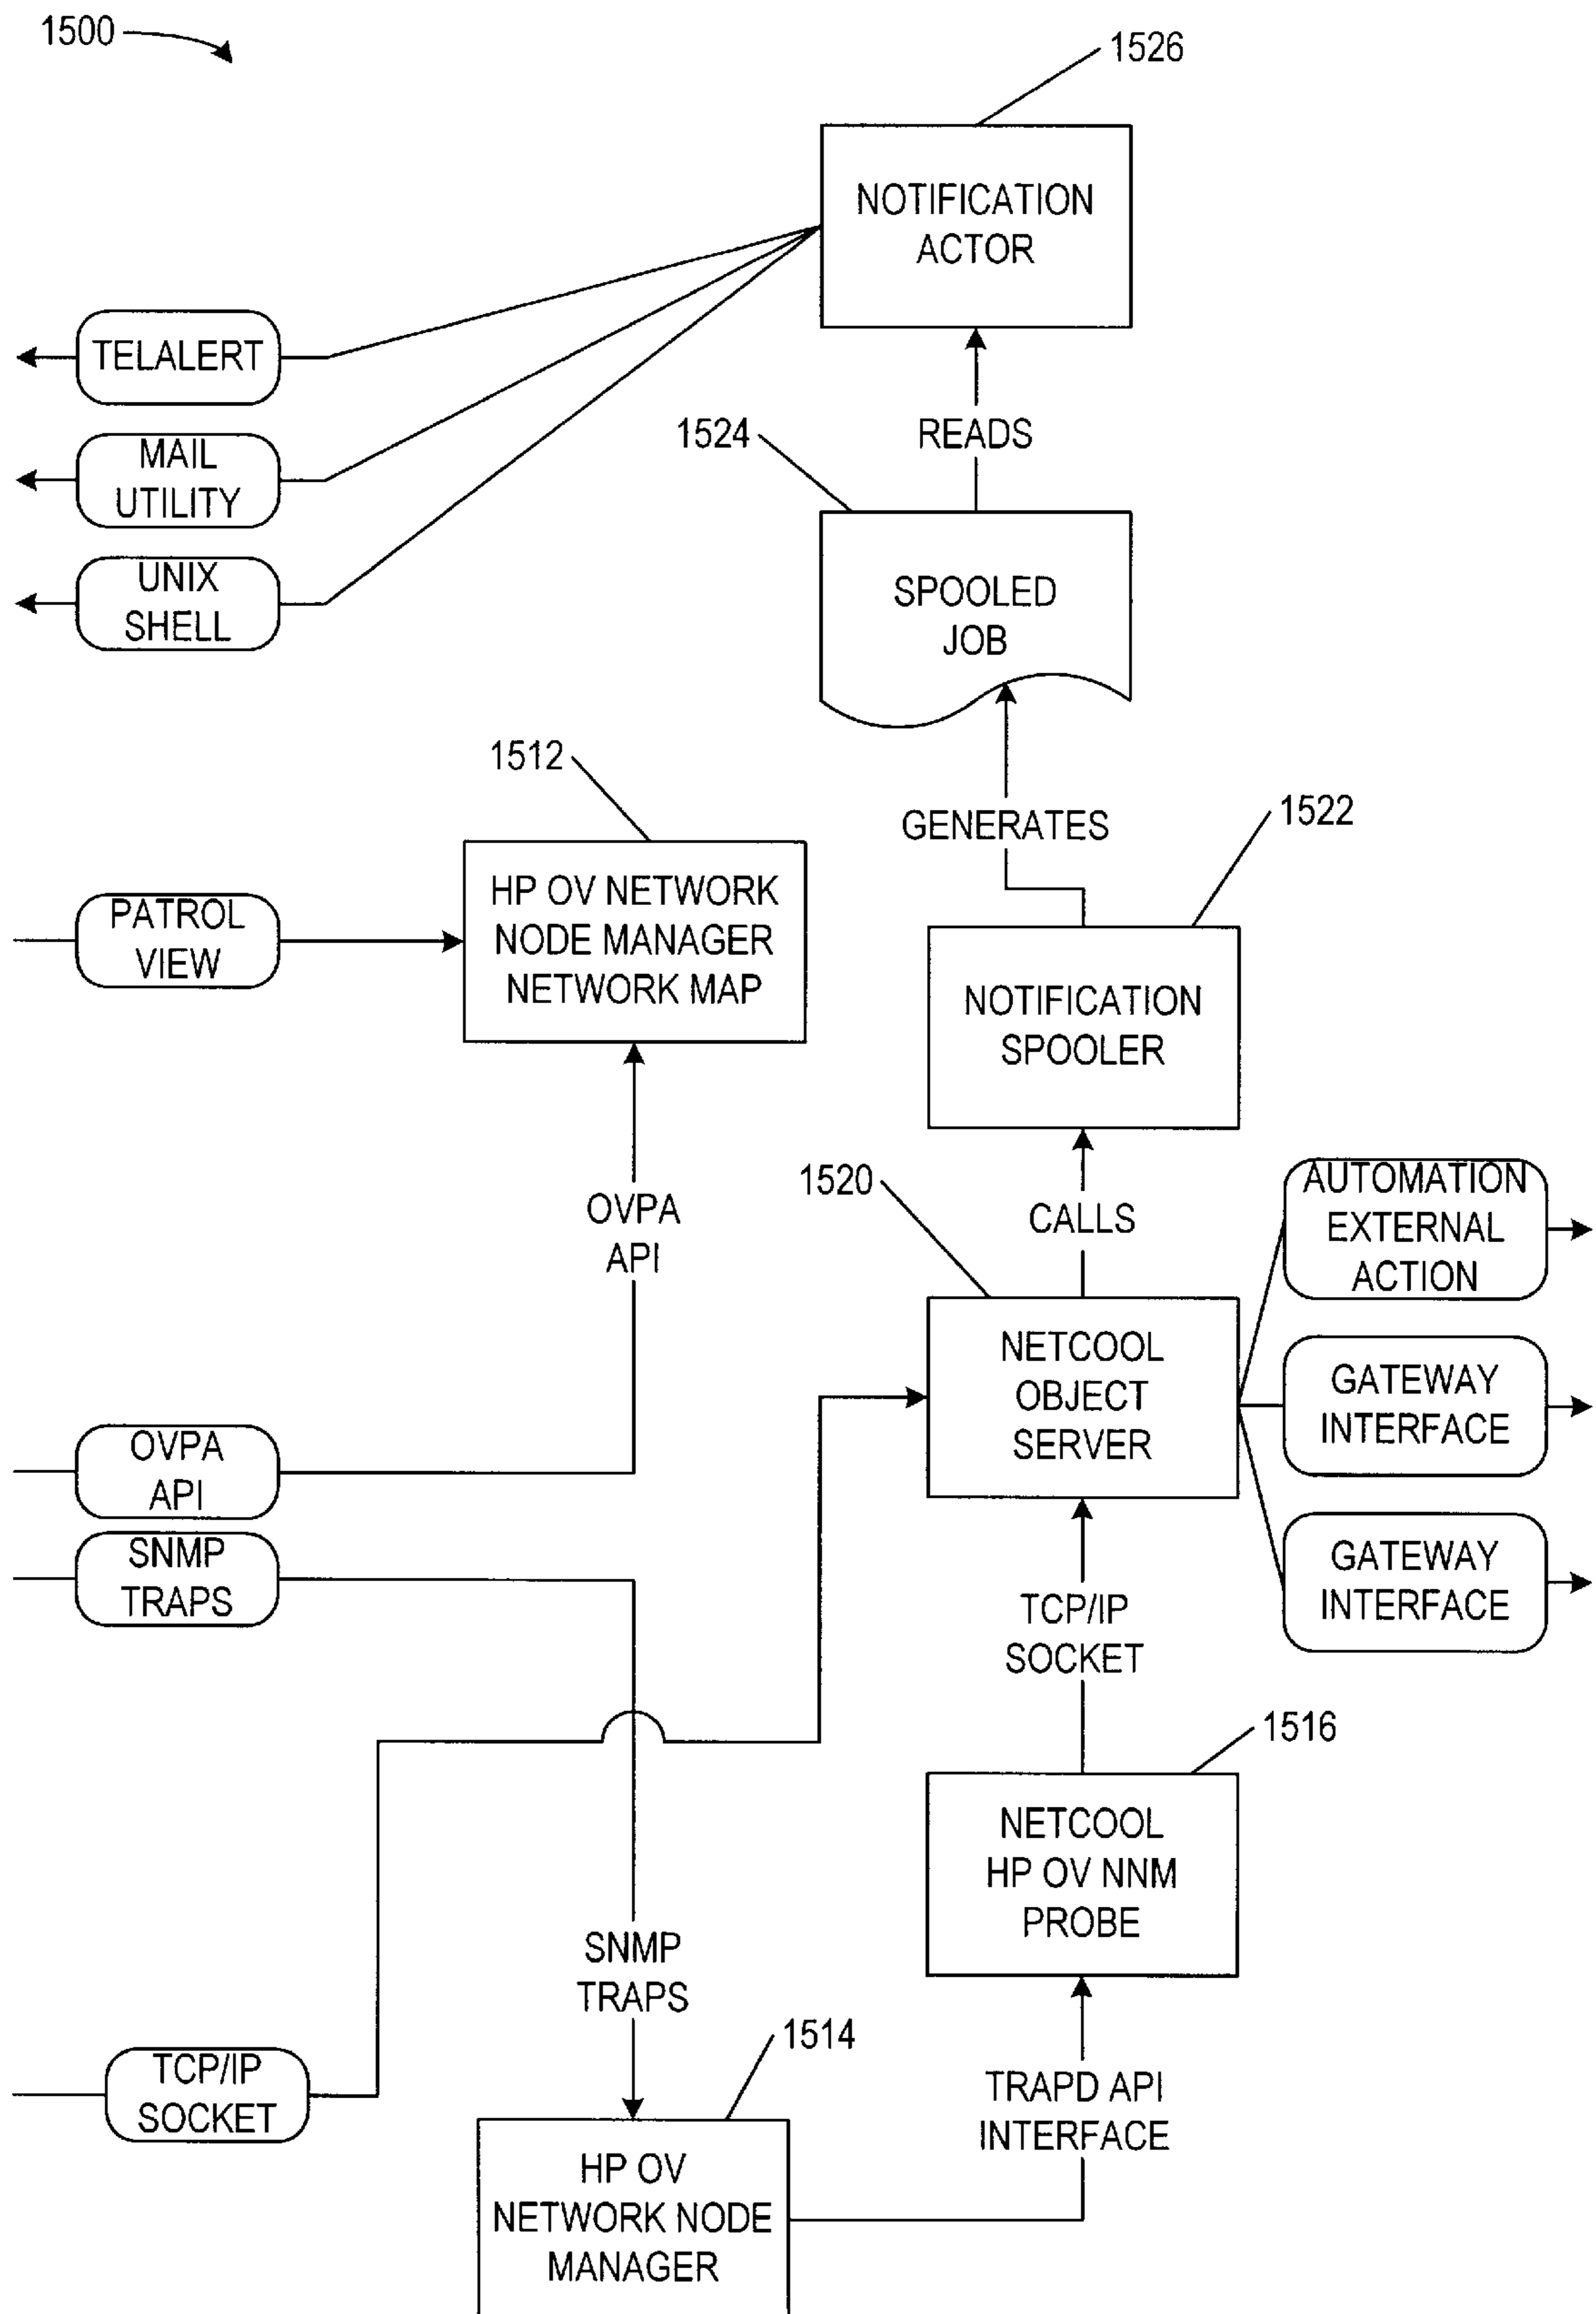 1500
1526
NOTIFICATION
ACTOR
TELALERT
MAIL
UTILITY
UNIX
SHELL
1524
READS
SPOOLED
JOB
1512
GENERATES
1522
PATROL
VIEW
HP OV NETWORK
NODE MANAGER
NETWORK MAP
NOTIFICATION
SPOOLER
OVPA
API
1520
CALLS
AUTOMATION
EXTERNAL
ACTION
NETCOOL
OBJECT
SERVER
GATEWAY
INTERFACE
OVPA
API
SNMP
TRAPS
GATEWAY
INTERFACE
TCP/IP
SOCKET
1516
NETCOOL
HP OV NNM
PROBE
SNMP
TRAPS
1514
TCP/IP
SOCKET
TRAPD API
INTERFACE
HP OV
NETWORK NODE
MANAGER